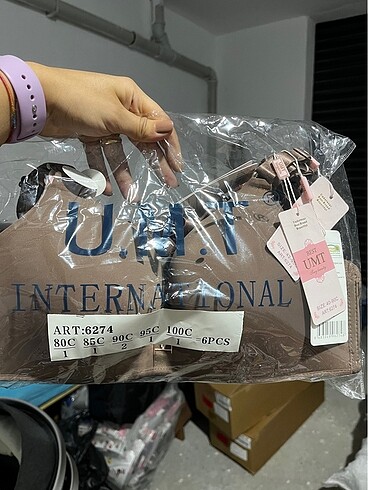 U.M.T
INTERNATIONAL
ART:6274
80C 85C 90C 95C 100C
1 1 2 1 1 =6PCS
UMT